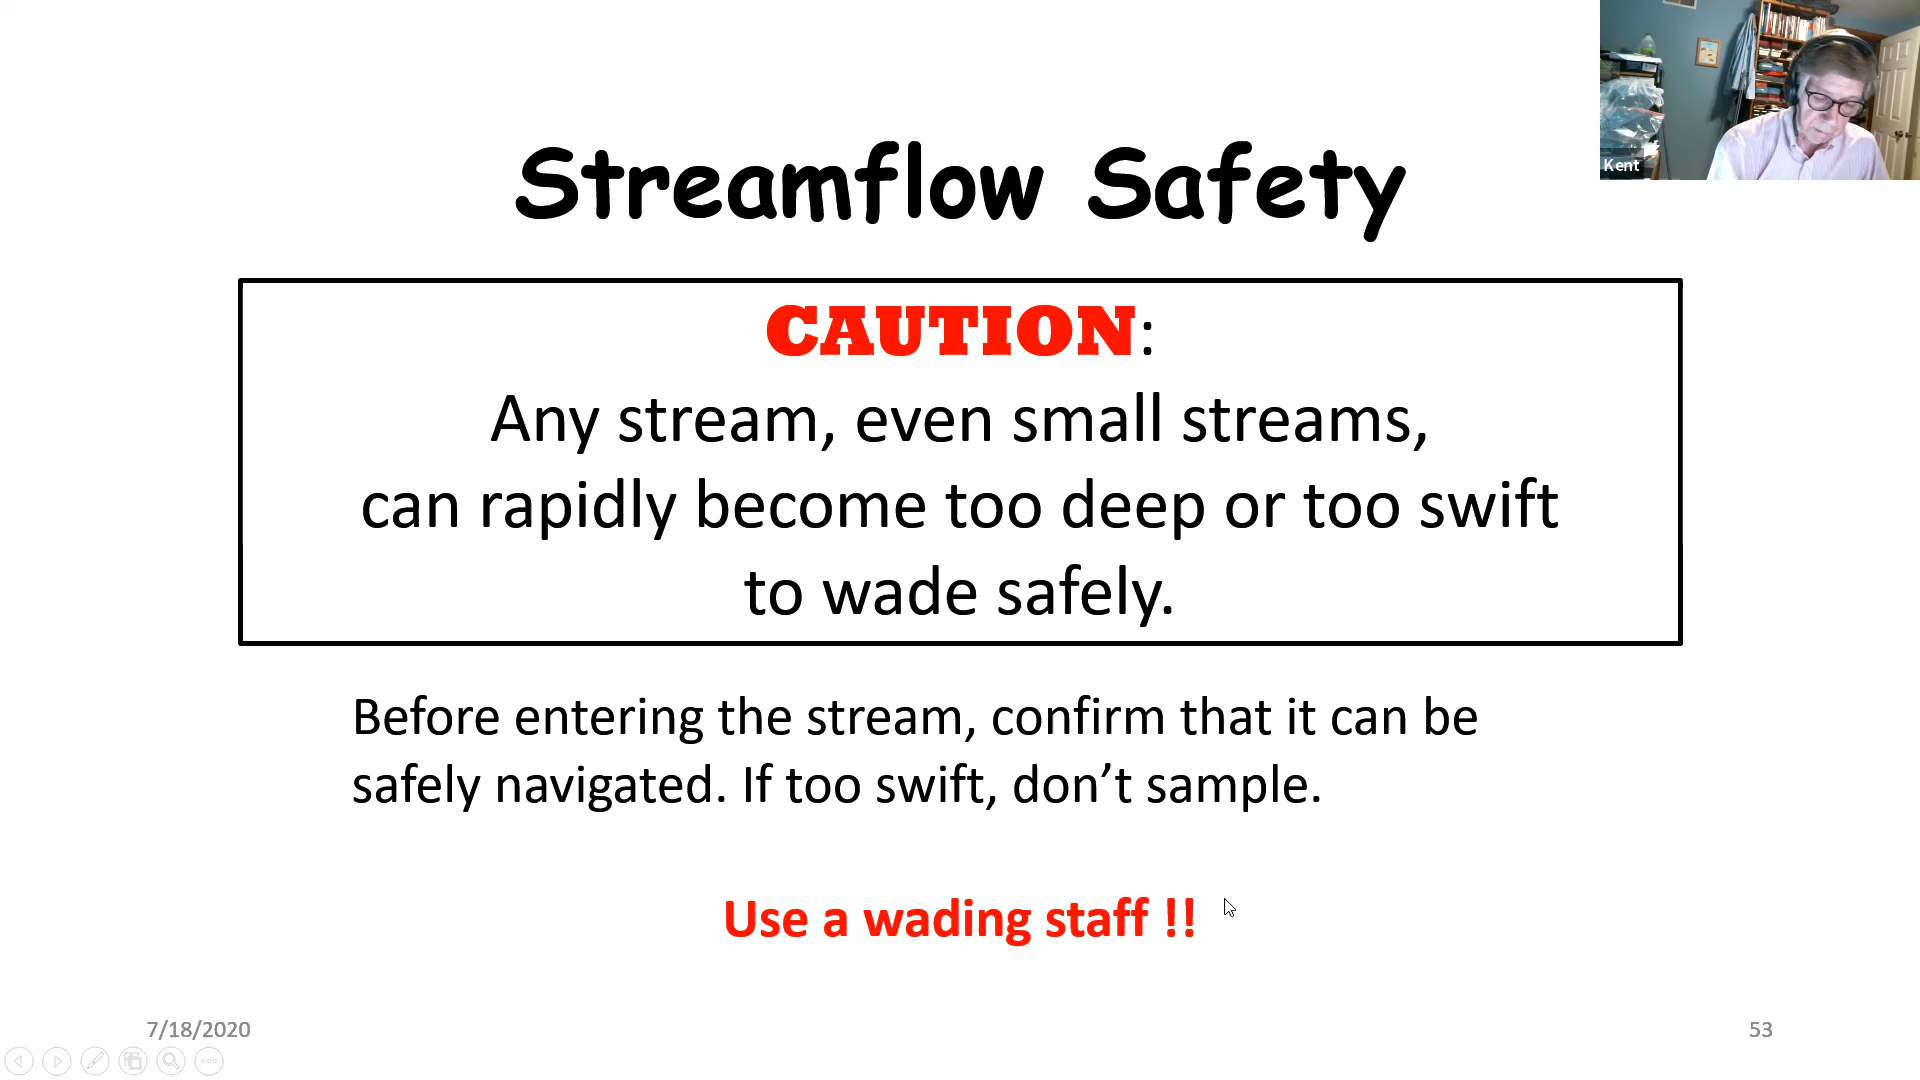 Kent
Streamflow Safety
CAUTION:
Any stream, even small streams,
can rapidly become too deep or too swift
to wade safely.
Before entering the stream, confirm that it can be
safely navigated. If too swift, don’t sample.
Use a wading staff !!
7/18/2020
53